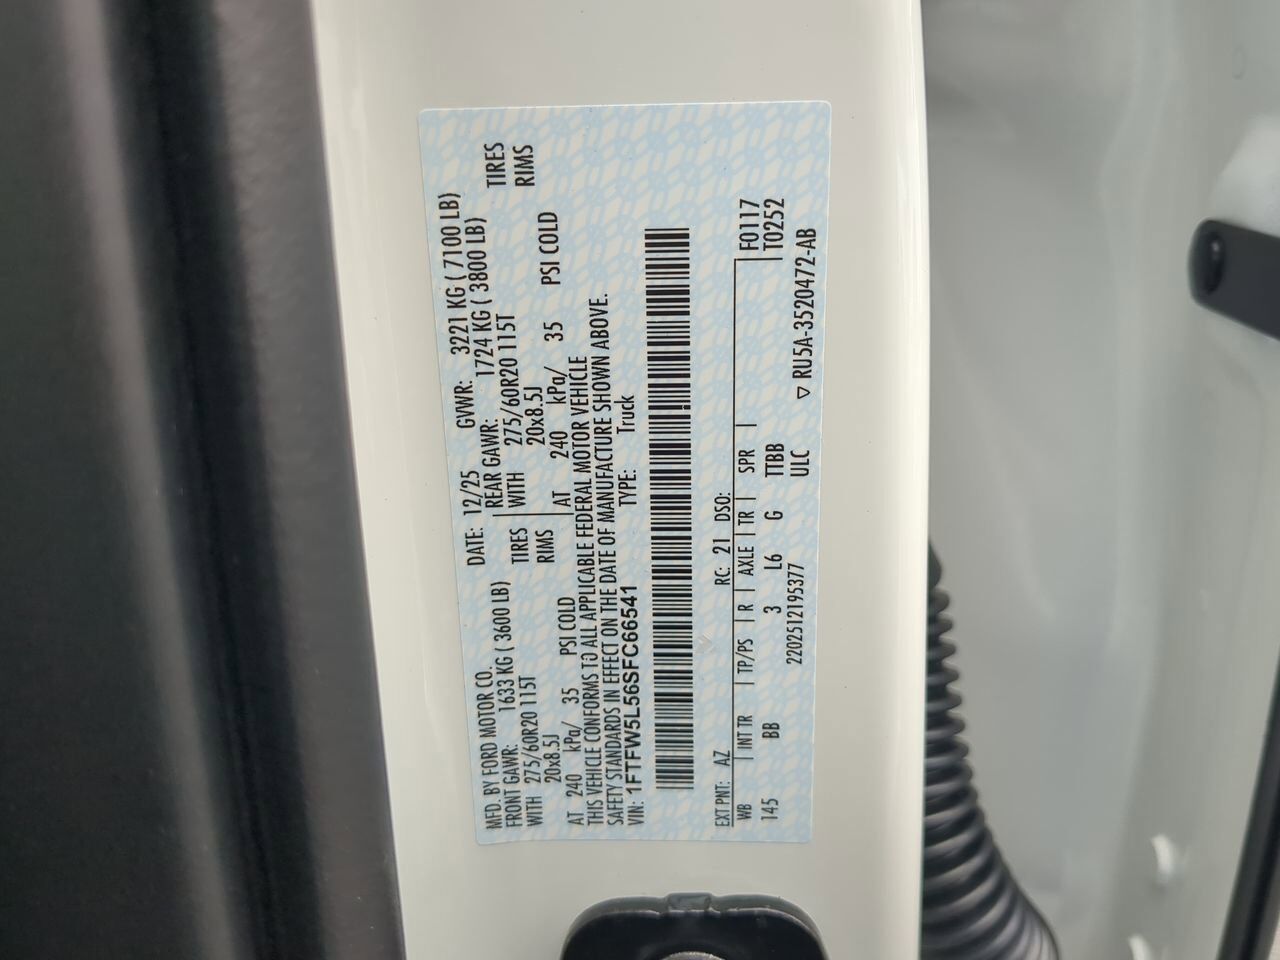 MFD. BY FORD MOTOR CO. DATE: 12/25 GVWR: 3221 KG ( 7100 LB)
FRONT GAWR: 1633 KG ( 3600 LB) REAR GAWR: 1724 KG ( 3800 LB)
WITH 275/60R20 115T TIRES WITH 275/60R20 115T TIRES
20x8.5J RIMS 20x8.5J RIMS
AT 240 kPa/ 35 PSI COLD AT 240 kPa/ 35 PSI COLD
THIS VEHICLE CONFORMS TO ALL APPLICABLE FEDERAL MOTOR VEHICLE
SAFETY STANDARDS IN EFFECT ON THE DATE OF MANUFACTURE SHOWN ABOVE.
VIN: 1FTFW5L56SFC66541 TYPE: Truck
EXT PNT: AZ RC: 21 DSO: F0117
WB INT TR TP/PS R AXLE TR SPR T0252
145 BB 3 L6 G TTBB
2202512195377 ULC ▽ RU5A-3520472-AB